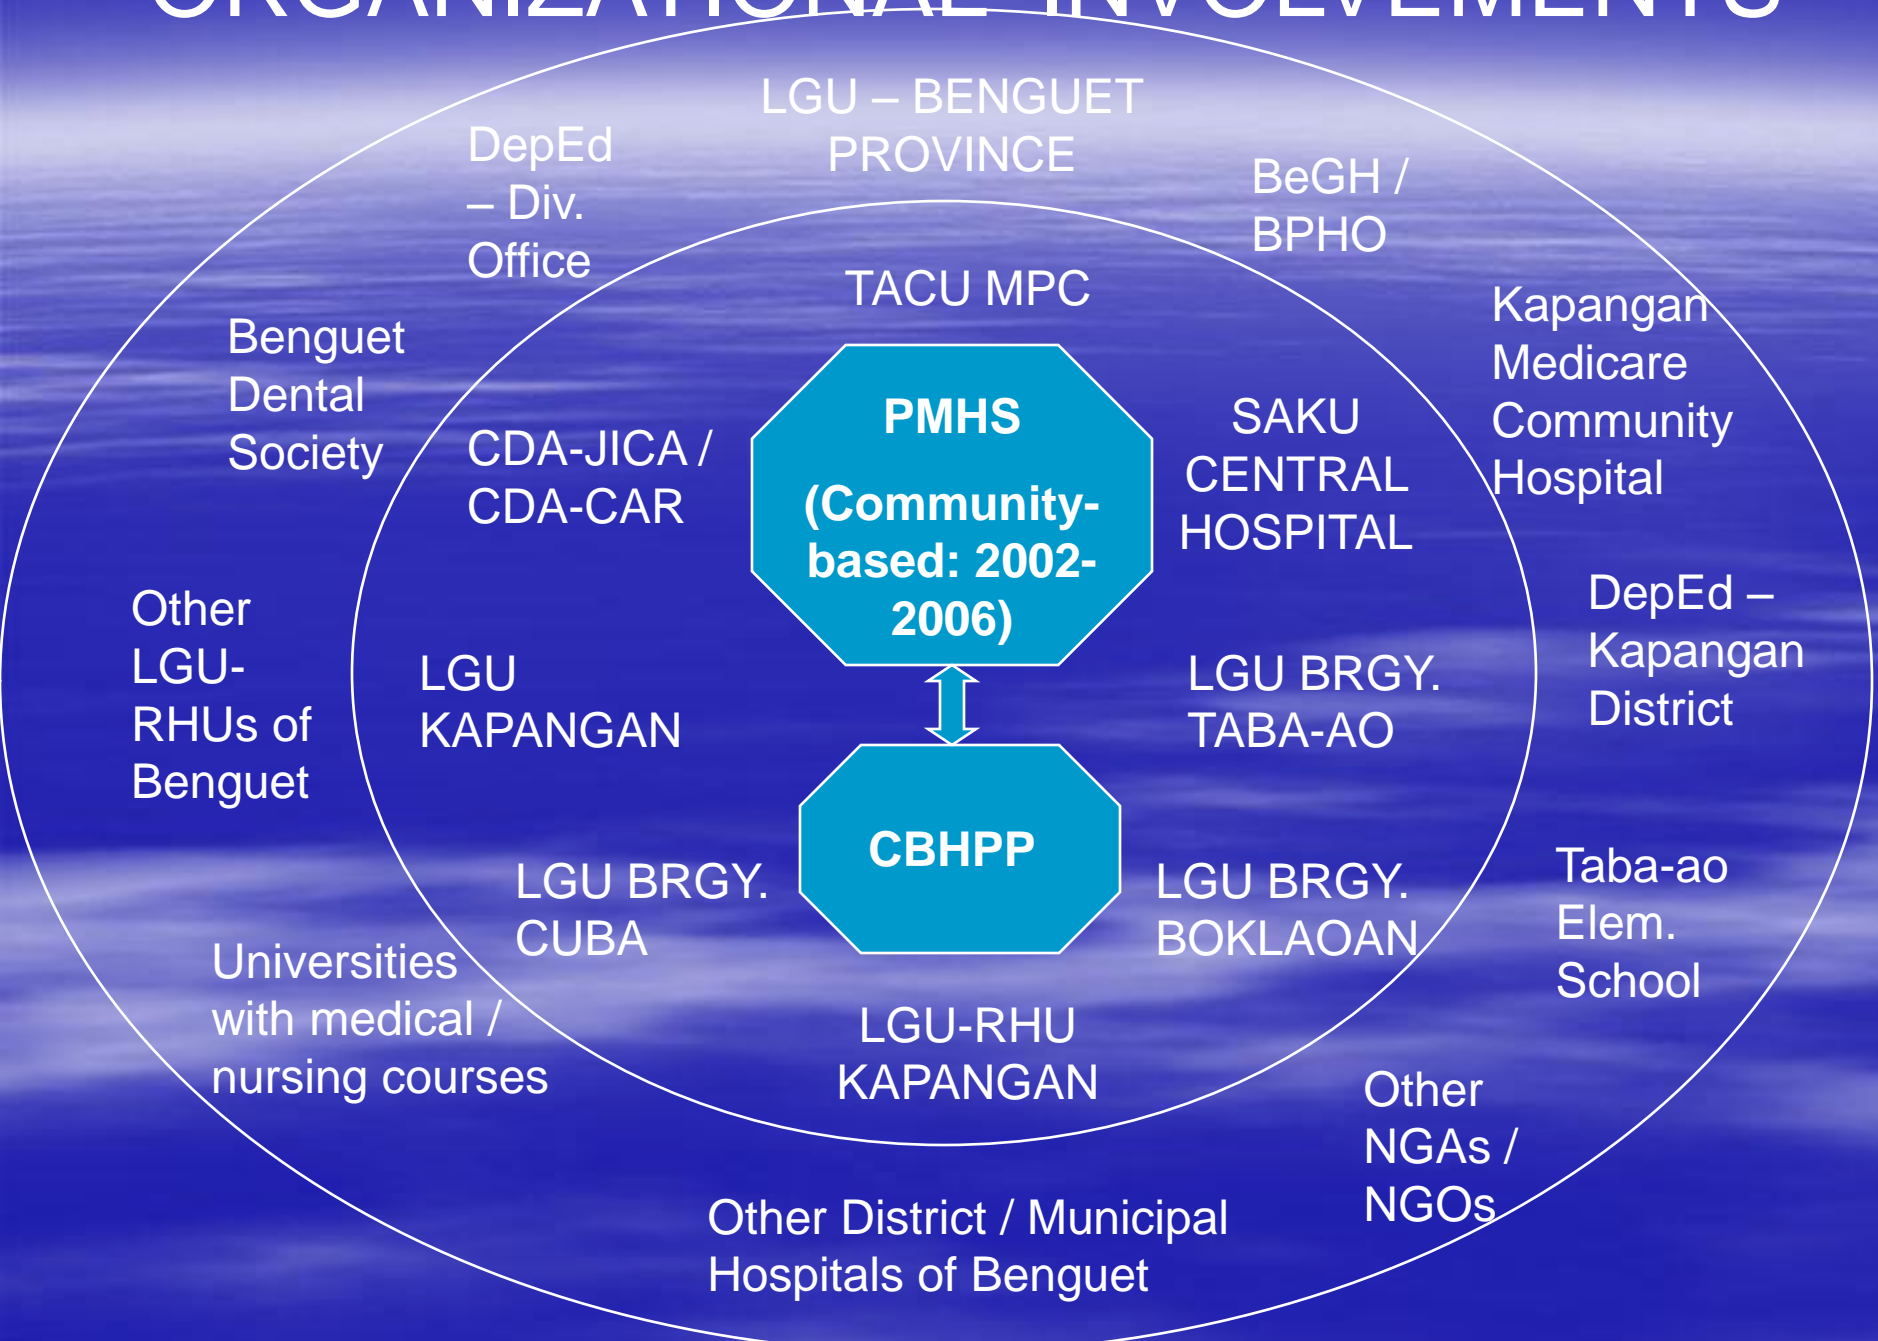 ORGANIZATIONAL INVOLVEMENTS
LGU – BENGUET
PROVINCE
DepEd
– Div.
Office
BeGH /
BPHO
TACU MPC
Benguet
Dental
Society
Kapangan
Medicare
Community
Hospital
CDA-JICA /
CDA-CAR
PMHS
(Community-
based: 2002-
2006)
SAKU
CENTRAL
HOSPITAL
Other
LGU-
RHUs of
Benguet
LGU
KAPANGAN
LGU BRGY.
TABA-AO
DepEd –
Kapangan
District
LGU BRGY.
CUBA
CBHPP
LGU BRGY.
BOKLAOAN
Taba-ao
Elem.
School
Universities
with medical /
nursing courses
LGU-RHU
KAPANGAN
Other
NGAs /
NGOs
Other District / Municipal
Hospitals of Benguet